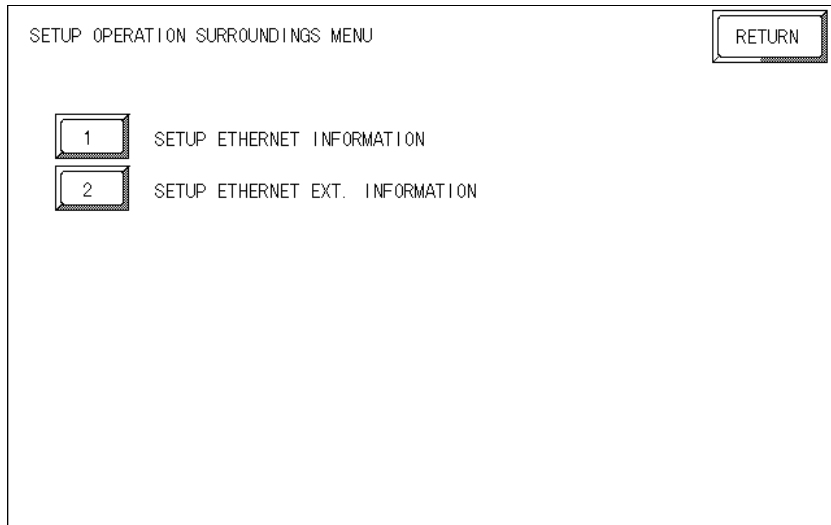 SETUP OPERATION SURROUNDINGS MENU
RETURN
1 SETUP ETHERNET INFORMATION
2 SETUP ETHERNET EXT. INFORMATION